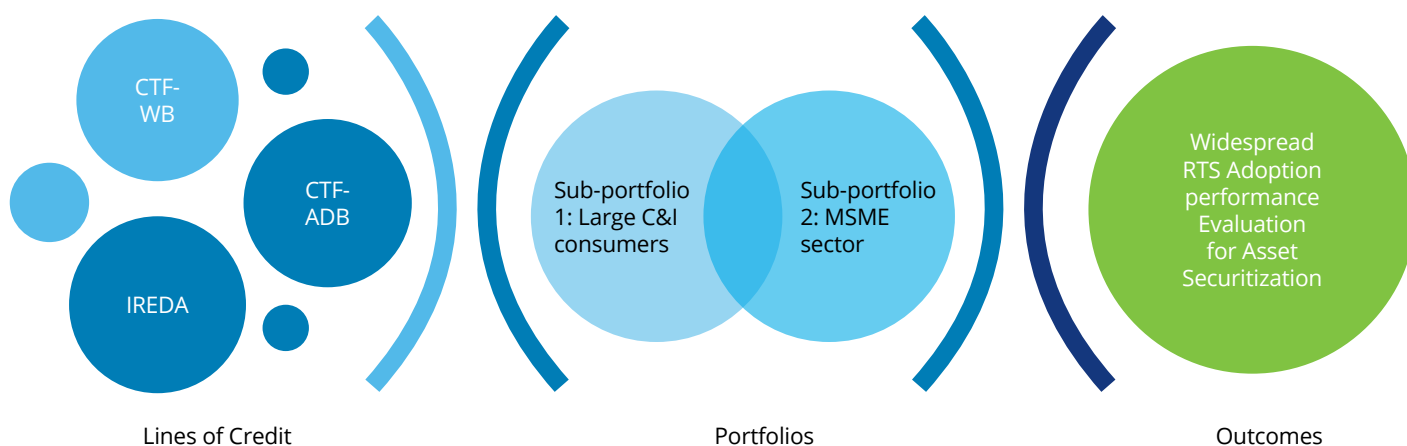 CTF-
WB
CTF-
ADB
IREDA
Lines of Credit
Sub-portfolio
1: Large C&I
consumers
Sub-portfolio
2: MSME
sector
Portfolios
Widespread
RTS Adoption
performance
Evaluation
for Asset
Securitization
Outcomes